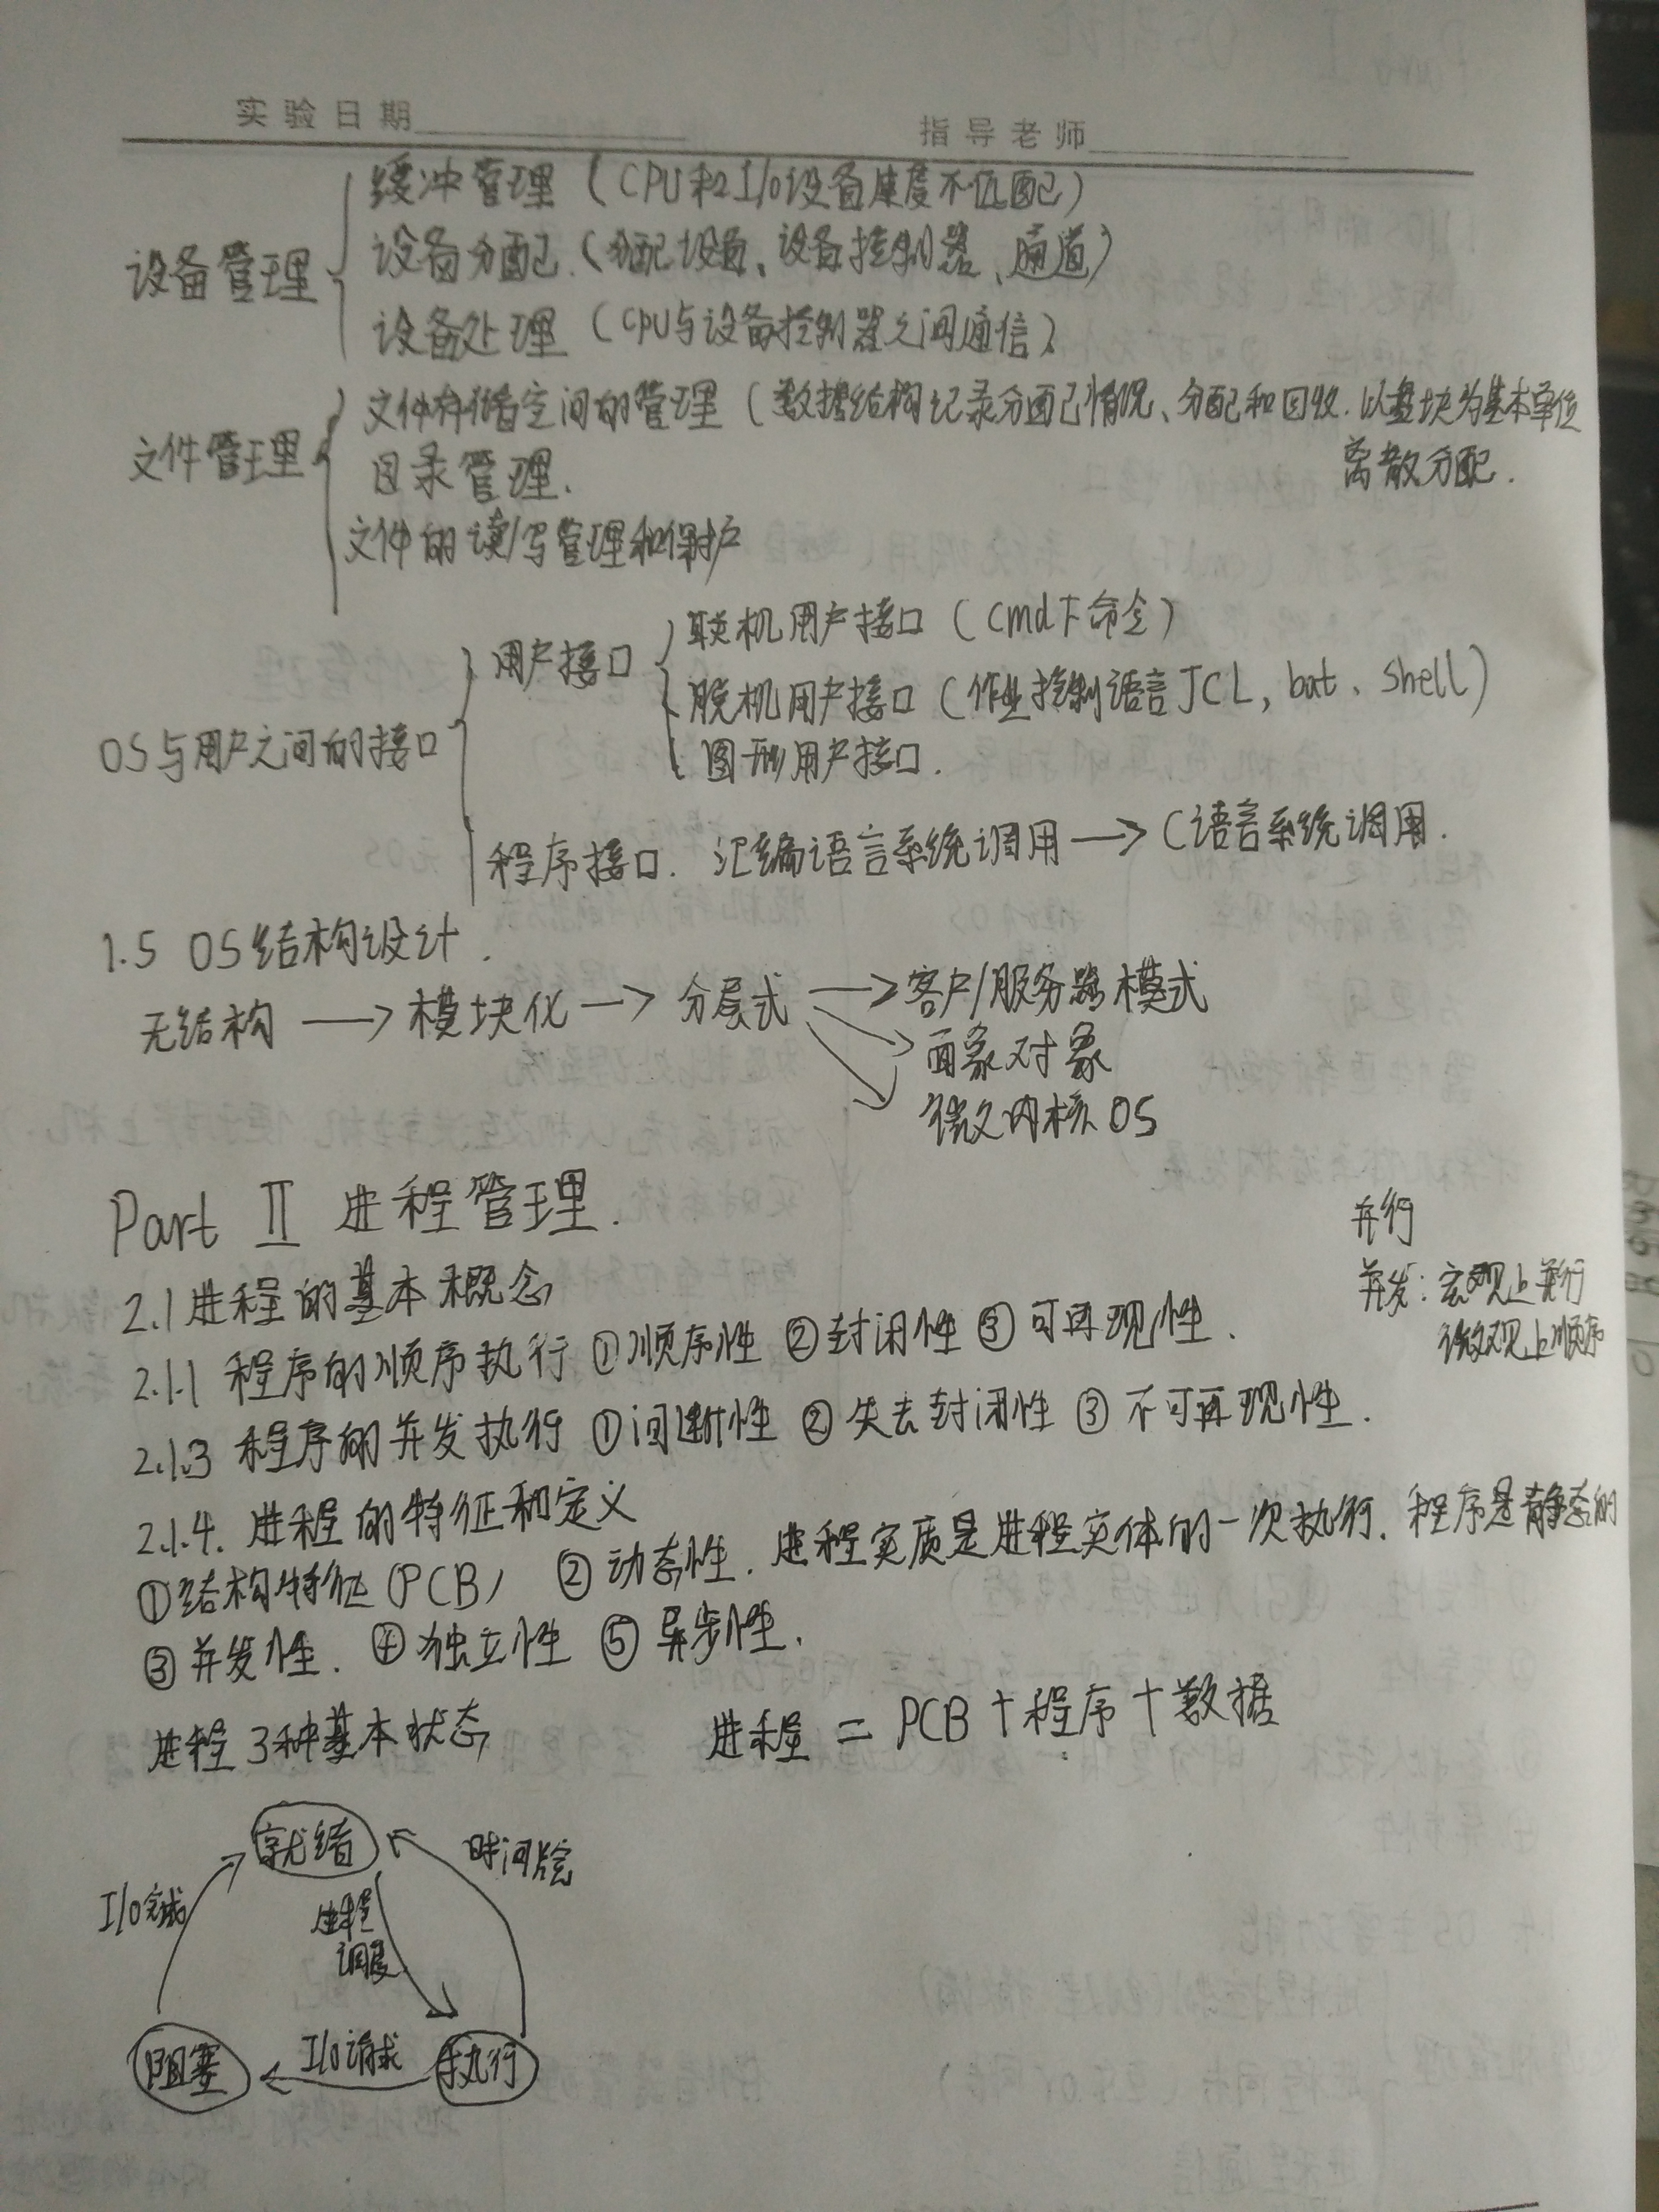 实验日期 指导老师
缓冲管理（CPU和I/O设备速度不匹配）
设备管理 设备分配.（分配设备、设备控制器、通道）
设备处理（CPU与设备控制器之间通信）
文件存储空间的管理（数据结构记录分配情况、分配和回收.以盘块为基本单位
离散分配.
文件管理 目录管理.
文件的读/写管理和保护
联机用户接口（cmd下命令）
用户接口 脱机用户接口（作业控制语言JCL, bat、shell）
图形用户接口.
OS与用户之间的接口
程序接口. 汇编语言系统调用→C语言系统调用.
1.5 OS结构设计.
无结构→模块化→分层式→客户/服务器模式
面象对象
微内核OS
Part II 进程管理.
并行
并发：宏观上并行
微观上顺序
2.1进程的基本概念
2.1.1 程序的顺序执行 ①顺序性 ②封闭性 ③可再现性.
2.1.3 程序的并发执行 ①间断性 ②失去封闭性 ③不可再现性.
2.1.4. 进程的特征和定义
①结构特征(PCB) ②动态性. 进程实质是进程实体的一次执行. 程序是静态的
③并发性. ④独立性 ⑤异步性.
进程3种基本状态 进程=PCB+程序+数据
就绪
时间片完
I/O完成
进程
调度
阻塞 I/O请求 执行